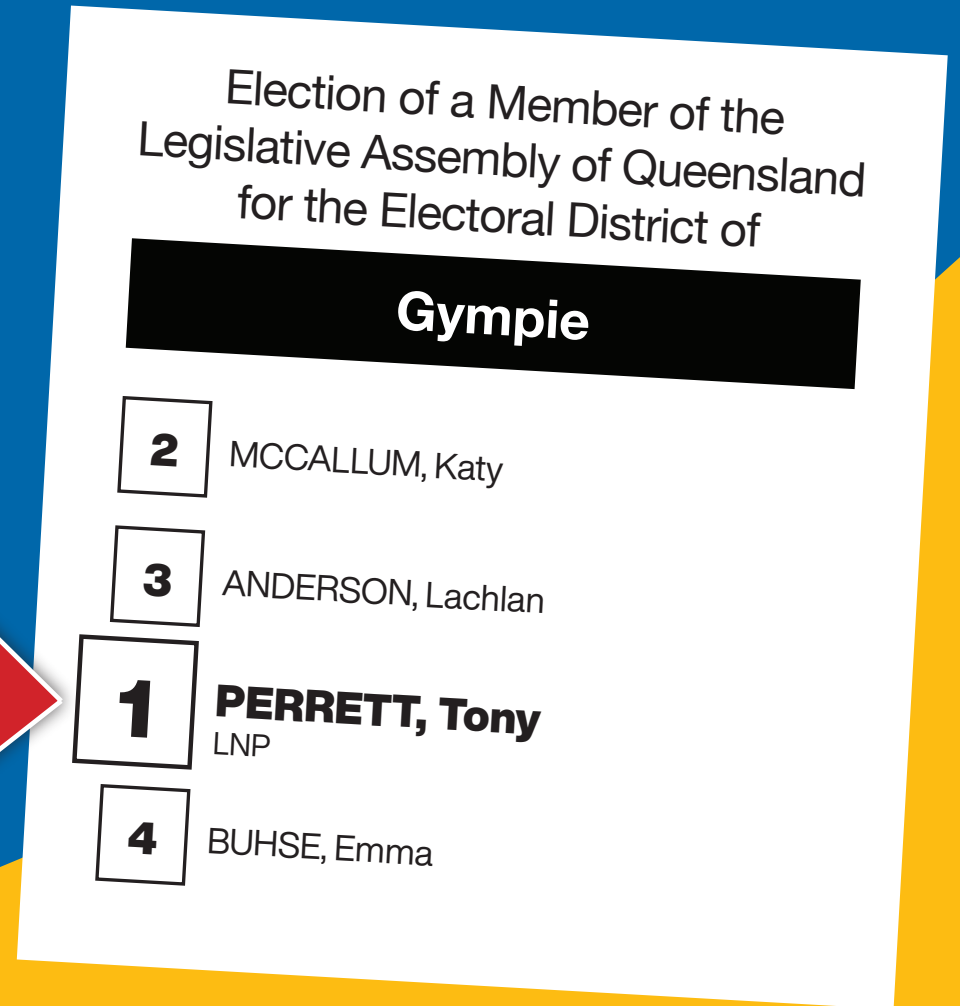 Election of a Member of the
Legislative Assembly of Queensland
for the Electoral District of
Gympie
2 MCCALLUM, Katy
3 ANDERSON, Lachlan
1 PERRETT, Tony
LNP
4 BUHSE, Emma